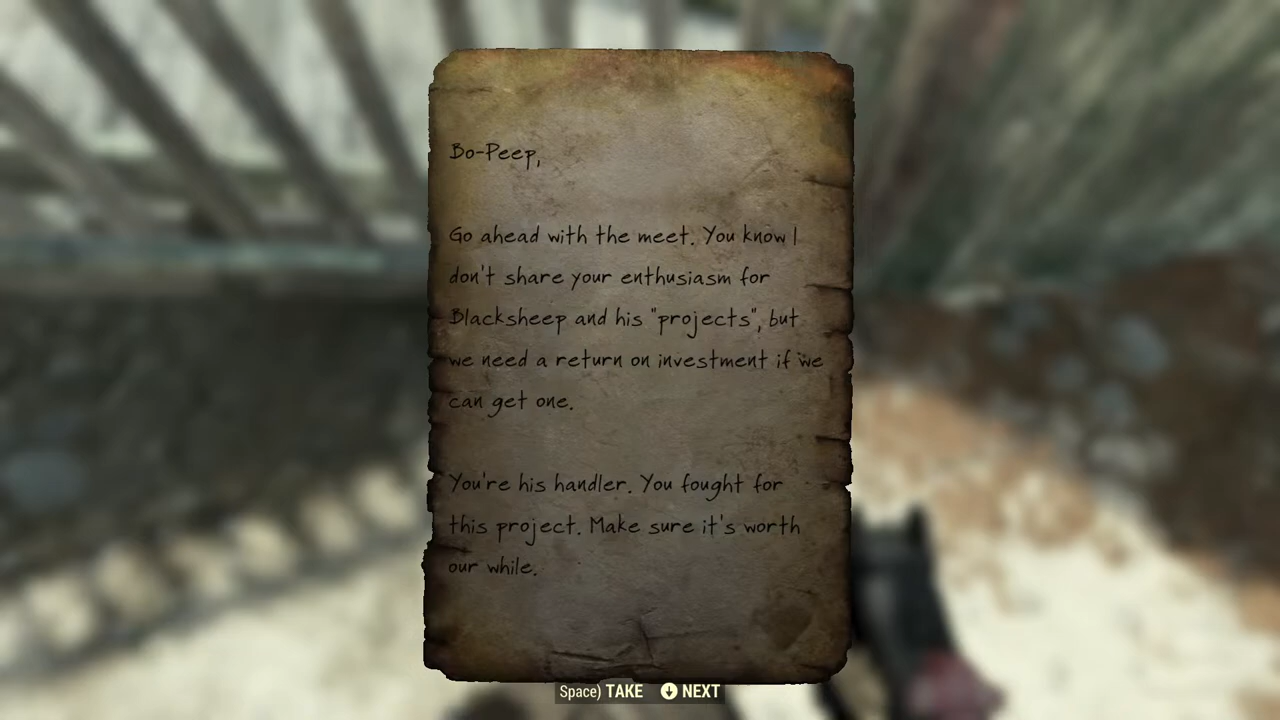 Bo-Peep,
Go ahead with the meet. You know I
don't share your enthusiasm for
Blacksheep and his "projects", but
we need a return on investment if we
can get one.
You're his handler. You fought for
this project. Make sure it's worth
our while.
Space) TAKE NEXT